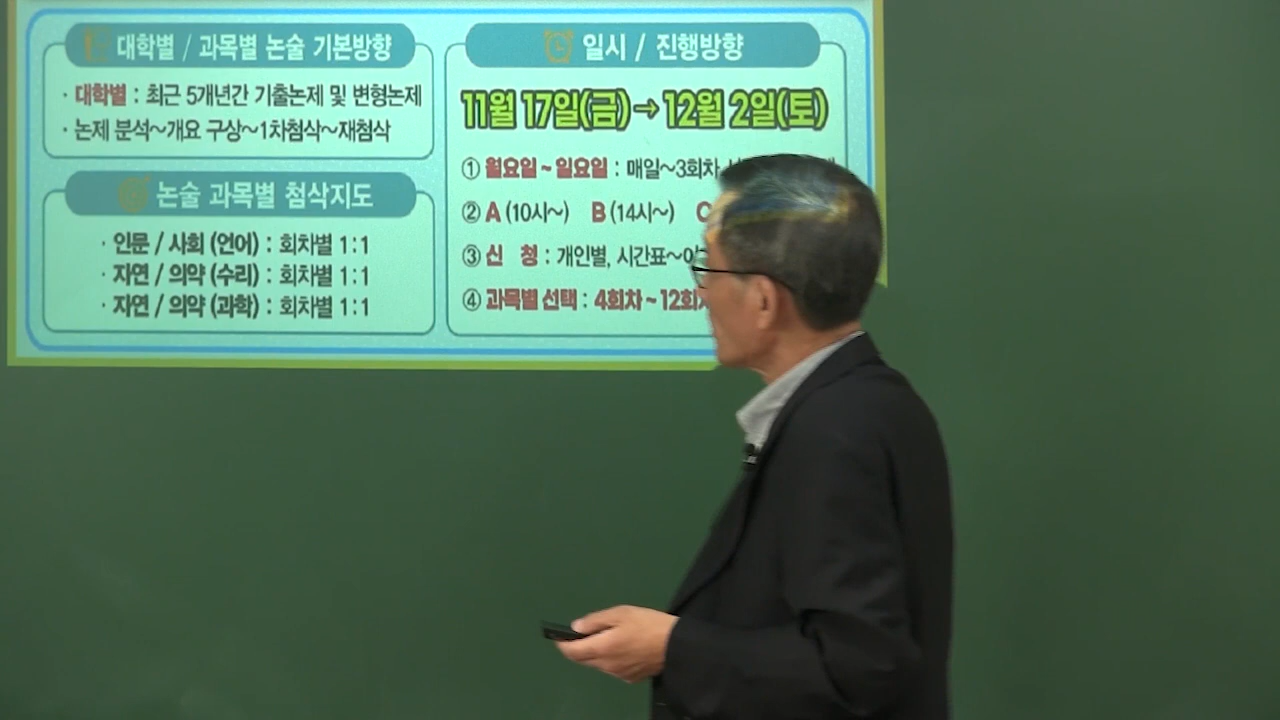 대학별 / 과목별 논술 기본방향
· 대학별 : 최근 5개년간 기출논제 및 변형논제
· 논제 분석~개요 구상~1차첨삭~재첨삭
논술 과목별 첨삭지도
· 인문 / 사회 (언어) : 회차별 1:1
· 자연 / 의약 (수리) : 회차별 1:1
· 자연 / 의약 (과학) : 회차별 1:1
일시 / 진행방향
11월 17일(금)→12월 2일(토)
① 월요일~일요일 : 매일~3회차
② A (10시~) B (14시~) C
③ 신 청 : 개인별, 시간표~
④ 과목별 선택 : 4회차~12회